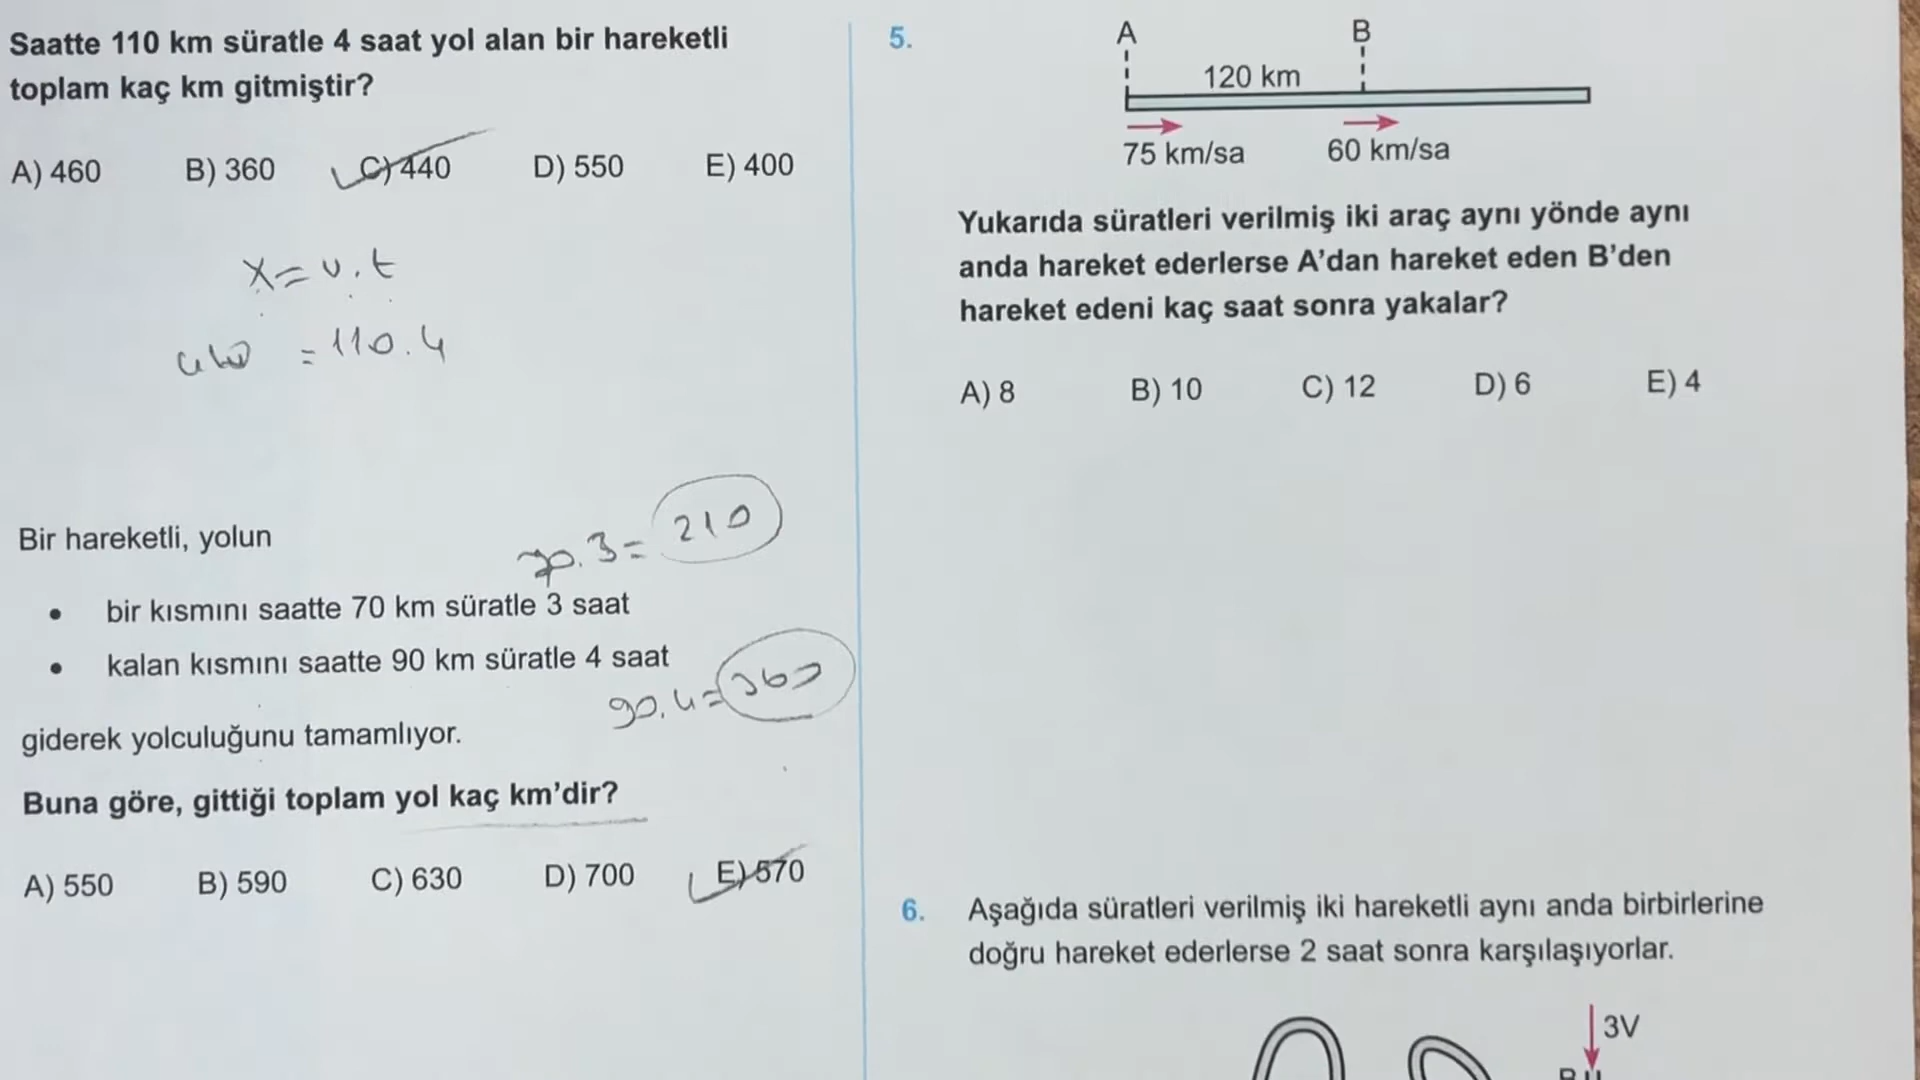 Saatte 110 km süratle 4 saat yol alan bir hareketli
toplam kaç km gitmiştir?
A) 460 B) 360 C) 440 D) 550 E) 400
x = v . t
440 = 110 . 4
Bir hareketli, yolun
70 . 3 = 210
• bir kısmını saatte 70 km süratle 3 saat
• kalan kısmını saatte 90 km süratle 4 saat
90 . 4 = 360
giderek yolculuğunu tamamlıyor.
Buna göre, gittiği toplam yol kaç km'dir?
A) 550 B) 590 C) 630 D) 700 E) 570
5.
A B
120 km
75 km/sa 60 km/sa
Yukarıda süratleri verilmiş iki araç aynı yönde aynı
anda hareket ederlerse A'dan hareket eden B'den
hareket edeni kaç saat sonra yakalar?
A) 8 B) 10 C) 12 D) 6 E) 4
6. Aşağıda süratleri verilmiş iki hareketli aynı anda birbirlerine
doğru hareket ederlerse 2 saat sonra karşılaşıyorlar.
3V
B